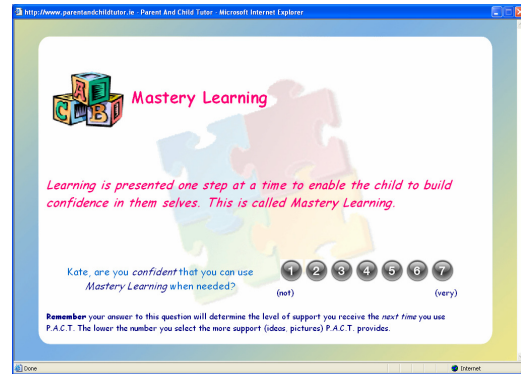 http://www.parentandchildtutor.ie - Parent And Child Tutor - Microsoft Internet Explorer
A
C B
Mastery Learning
Learning is presented one step at a time to enable the child to build
confidence in them selves. This is called Mastery Learning.
Kate, are you confident that you can use
Mastery Learning when needed?
1 2 3 4 5 6 7
(not) (very)
Remember your answer to this question will determine the level of support you receive the next time you use
P.A.C.T. The lower the number you select the more support (ideas, pictures) P.A.C.T. provides.
Done Internet